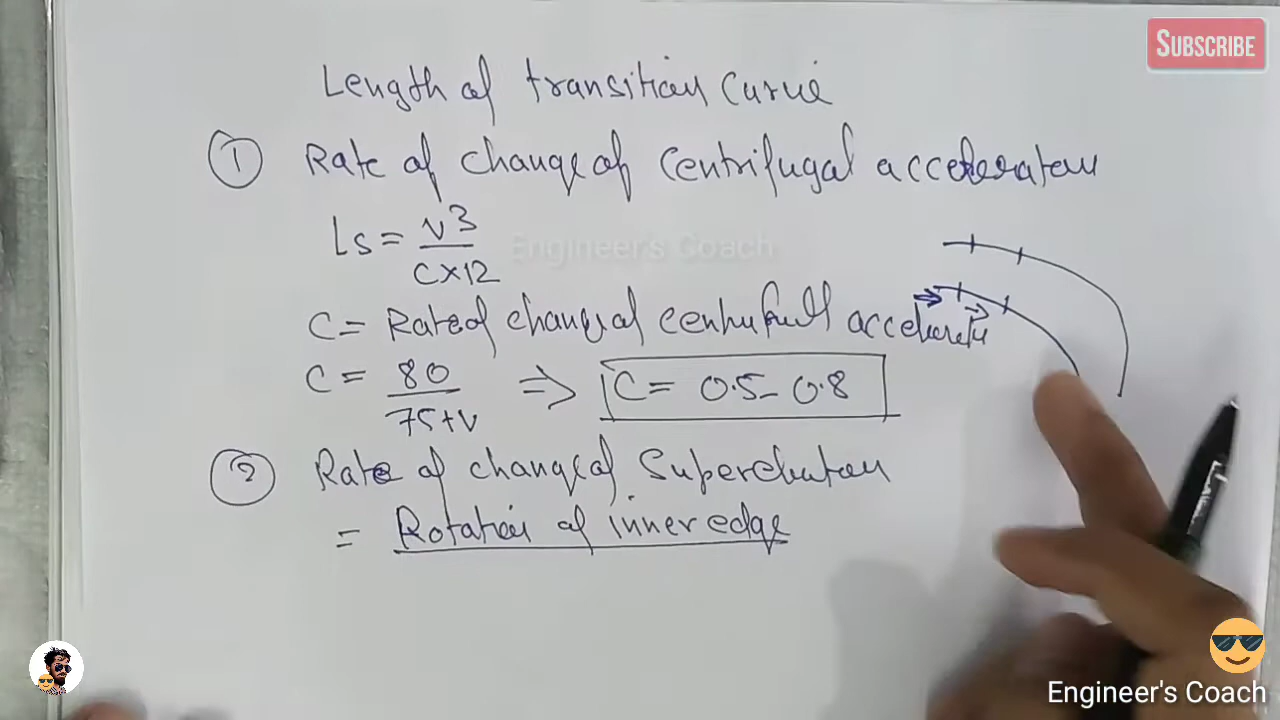 SUBSCRIBE
Length of transition Curve
① Rate of change of Centrifugal acceleration
Ls = v3 / C×12
Engineer's Coach
C = Rate of change of centrifugal accelerate
C = 80 / 75+v => C = 0.5 - 0.8
② Rate of change of Superelevation
= Rotation of inner edge
Engineer's Coach